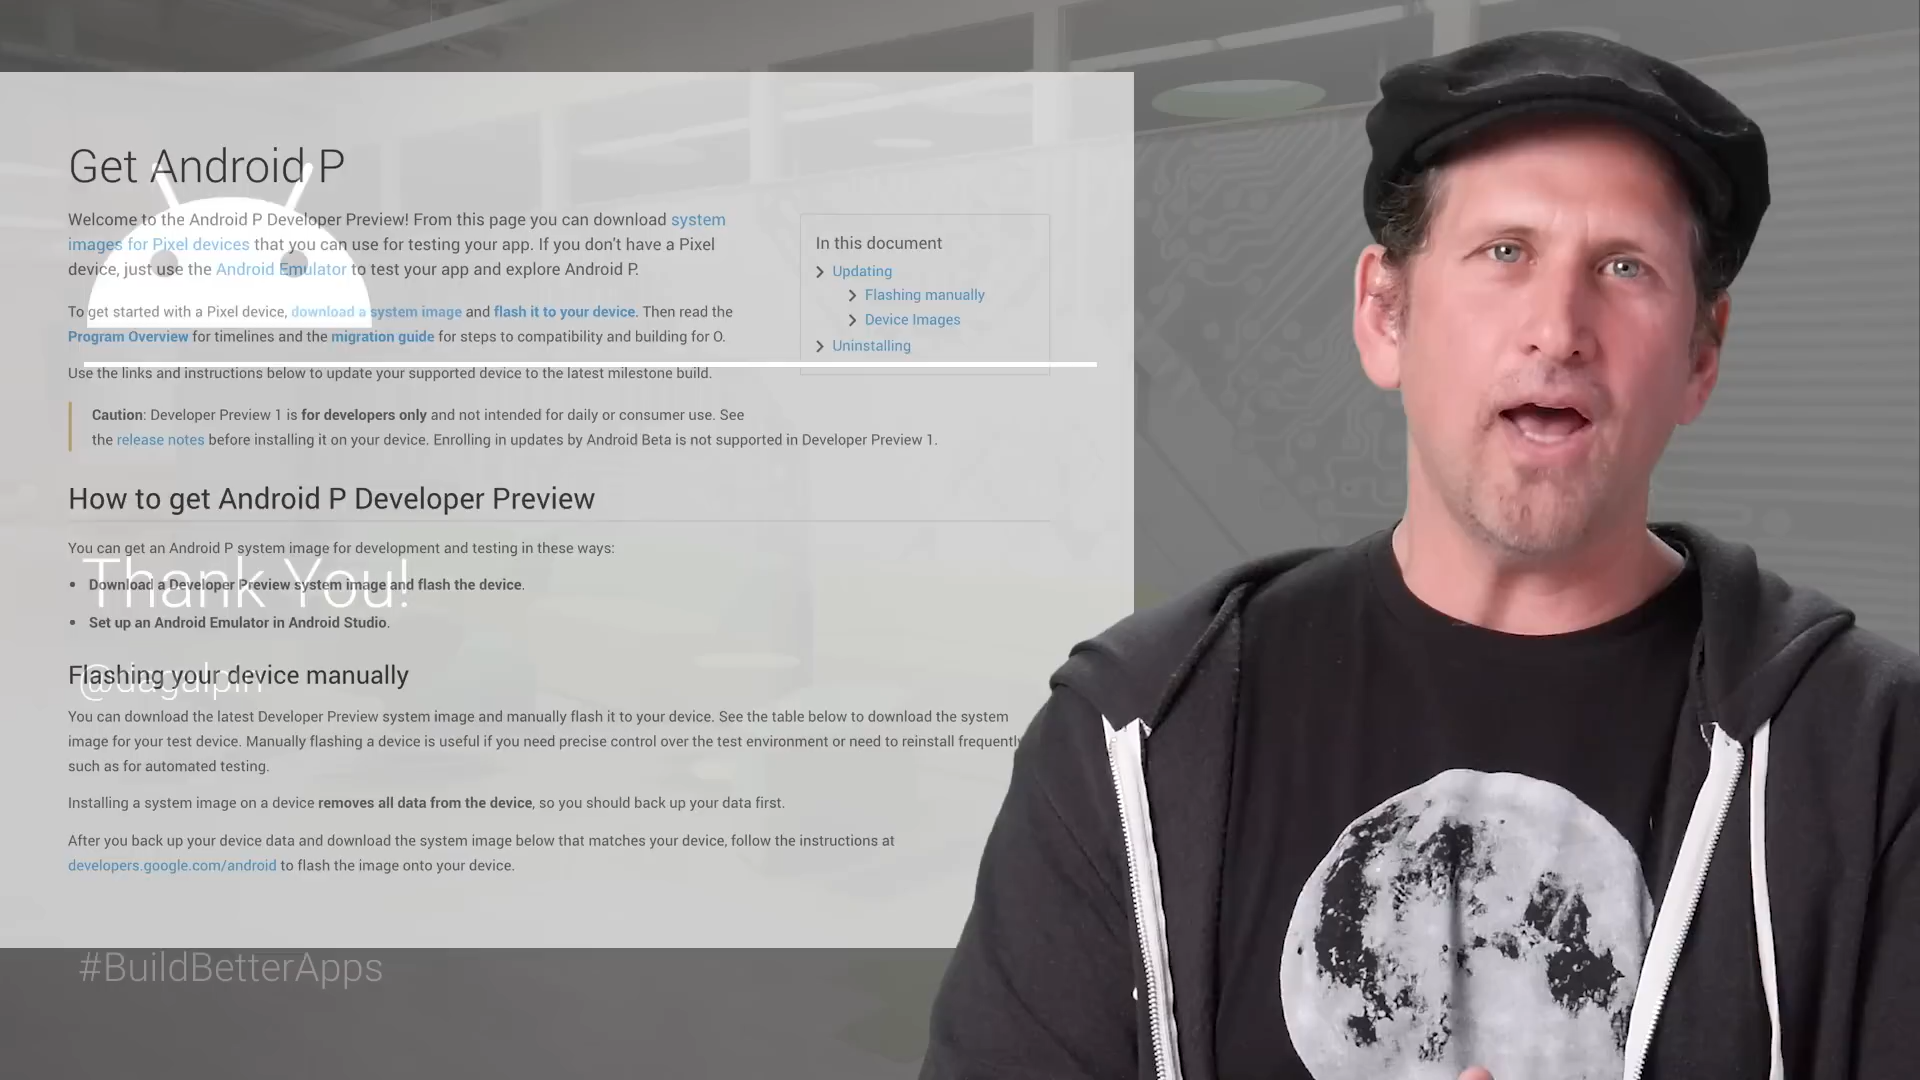 Get Android P
Welcome to the Android P Developer Preview! From this page you can download system
images for Pixel devices that you can use for testing your app. If you don't have a Pixel
device, just use the Android Emulator to test your app and explore Android P.
In this document
Updating
Flashing manually
Device Images
Uninstalling
To get started with a Pixel device, download a system image and flash it to your device. Then read the
Program Overview for timelines and the migration guide for steps to compatibility and building for O.
Use the links and instructions below to update your supported device to the latest milestone build.
Caution: Developer Preview 1 is for developers only and not intended for daily or consumer use. See
the release notes before installing it on your device. Enrolling in updates by Android Beta is not supported in Developer Preview 1.
How to get Android P Developer Preview
You can get an Android P system image for development and testing in these ways:
Thank You!
• Download a Developer Preview system image and flash the device.
• Set up an Android Emulator in Android Studio.
Flashing your device manually
@dagalpin
You can download the latest Developer Preview system image and manually flash it to your device. See the table below to download the system
image for your test device. Manually flashing a device is useful if you need precise control over the test environment or need to reinstall frequently
such as for automated testing.
Installing a system image on a device removes all data from the device, so you should back up your data first.
After you back up your device data and download the system image below that matches your device, follow the instructions at
developers.google.com/android to flash the image onto your device.
#BuildBetterApps